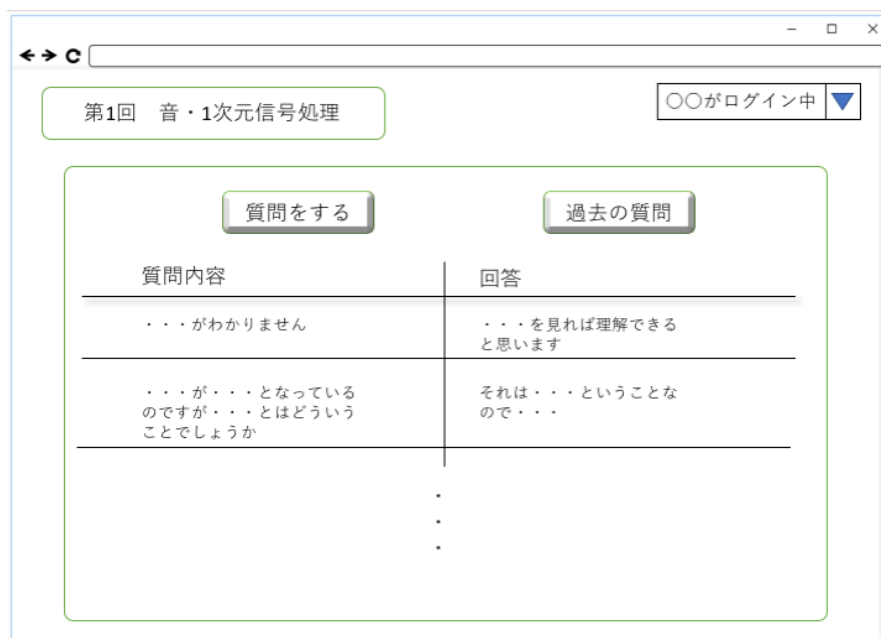 第1回　音・1次元信号処理
〇〇がログイン中
質問をする
過去の質問
質問内容
回答
・・・がわかりません
・・・を見れば理解できる
と思います
・・・が・・・となっている
のですが・・・とはどういう
ことでしょうか
それは・・・ということな
ので・・・
・
・
・